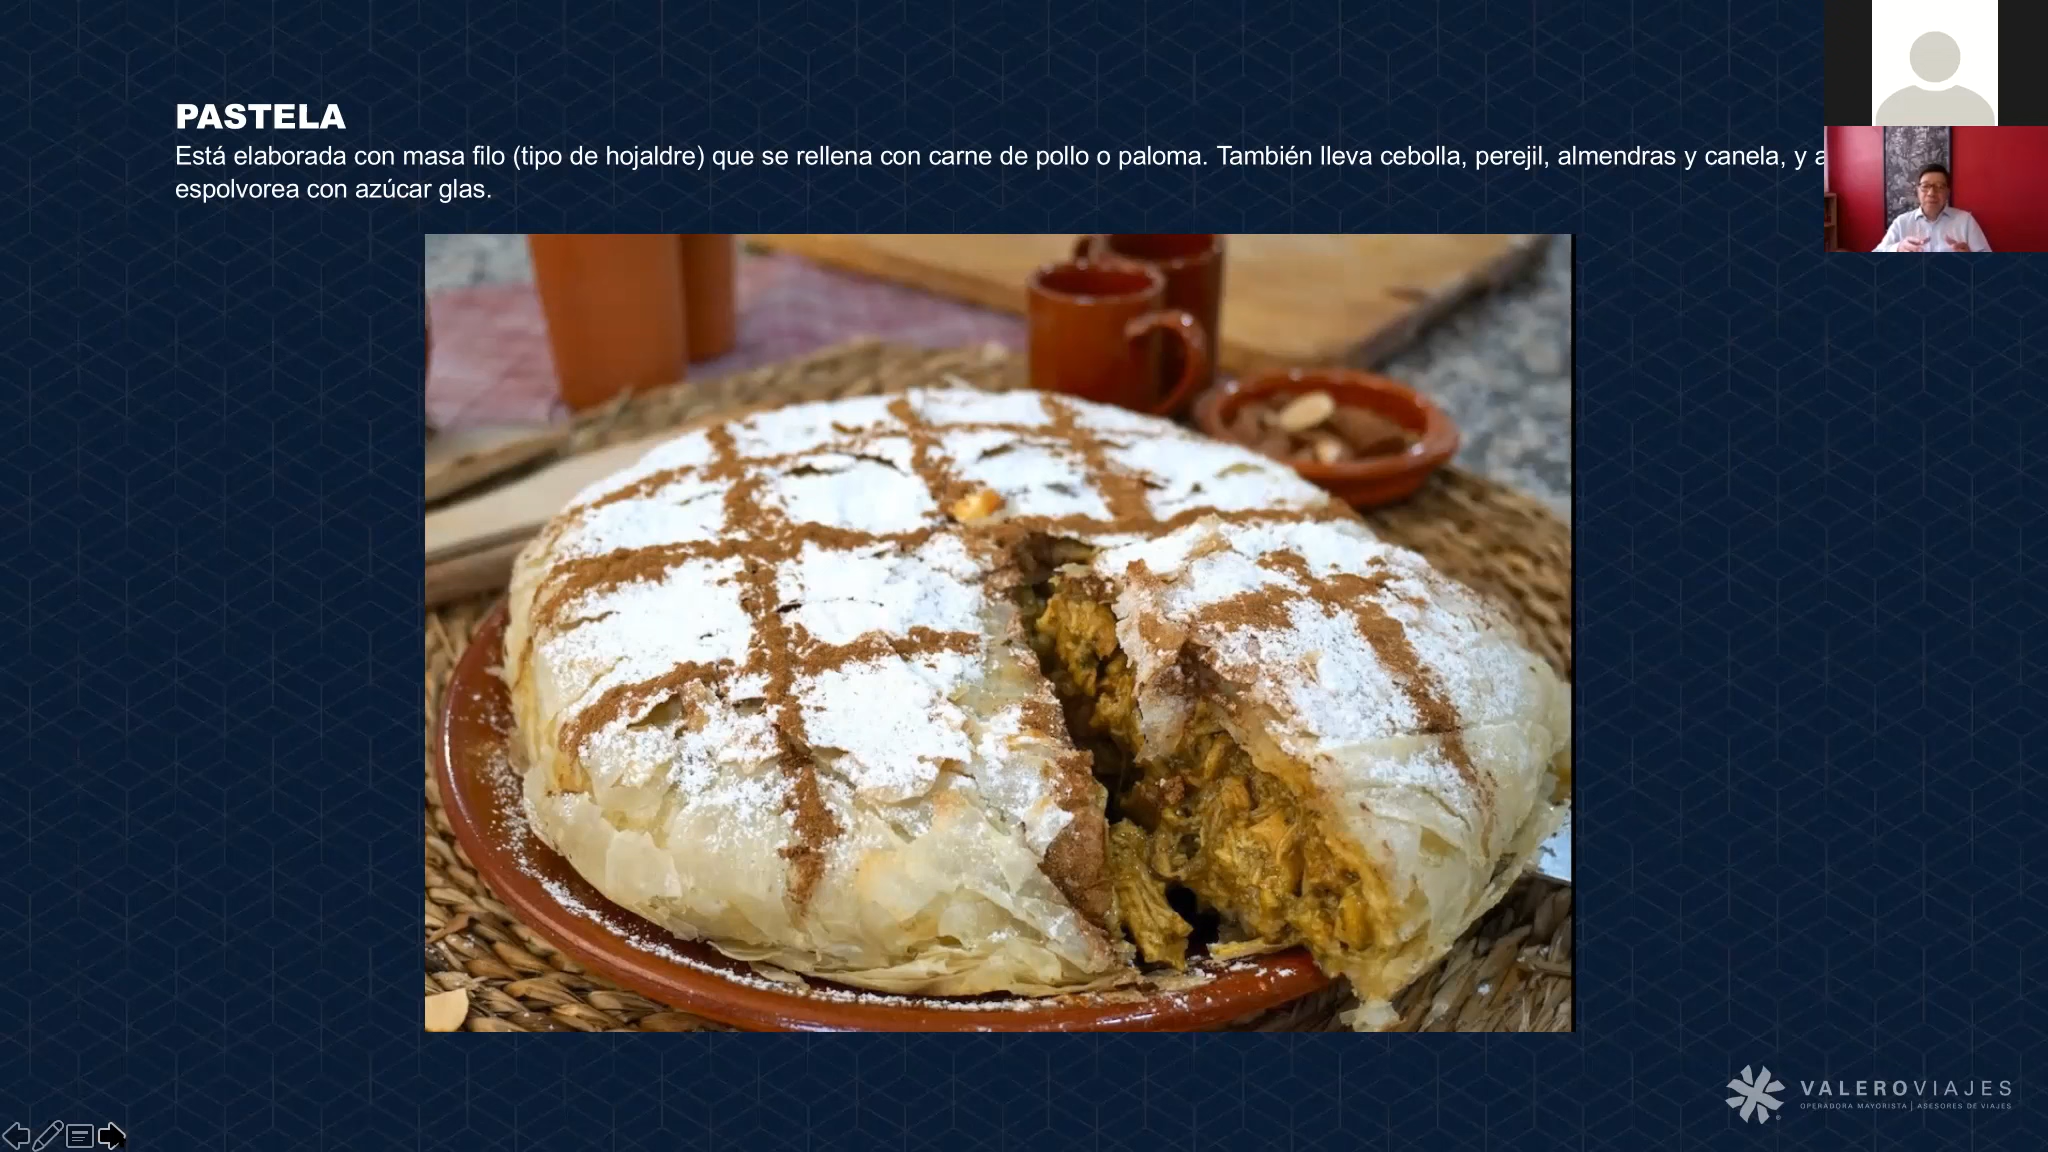 PASTELA
Está elaborada con masa filo (tipo de hojaldre) que se rellena con carne de pollo o paloma. También lleva cebolla, perejil, almendras y canela, y
espolvorea con azúcar glas.
VALEROVIAJES
OPERADORA MAYORISTA | ASESORES DE VIAJES